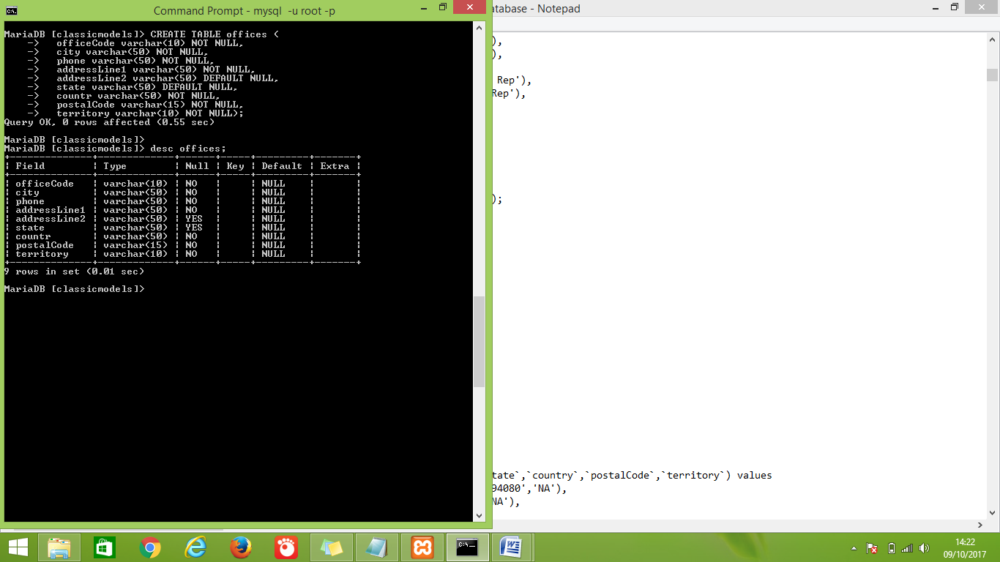 Command Prompt - mysql  -u root -p
MariaDB [classicmodels]> CREATE TABLE offices (
    ->   officeCode varchar(10) NOT NULL,
    ->   city varchar(50) NOT NULL,
    ->   phone varchar(50) NOT NULL,
    ->   addressLine1 varchar(50) NOT NULL,
    ->   addressLine2 varchar(50) DEFAULT NULL,
    ->   state varchar(50) DEFAULT NULL,
    ->   countr varchar(50) NOT NULL,
    ->   postalCode varchar(15) NOT NULL,
    ->   territory varchar(10) NOT NULL);
Query OK, 0 rows affected (0.55 sec)
MariaDB [classicmodels]>
MariaDB [classicmodels]> desc offices;
+--------------+-------------+------+-----+---------+-------+
| Field        | Type        | Null | Key | Default | Extra |
+--------------+-------------+------+-----+---------+-------+
| officeCode   | varchar(10) | NO   |     | NULL    |       |
| city         | varchar(50) | NO   |     | NULL    |       |
| phone        | varchar(50) | NO   |     | NULL    |       |
| addressLine1 | varchar(50) | NO   |     | NULL    |       |
| addressLine2 | varchar(50) | YES  |     | NULL    |       |
| state        | varchar(50) | YES  |     | NULL    |       |
| countr       | varchar(50) | NO   |     | NULL    |       |
| postalCode   | varchar(15) | NO   |     | NULL    |       |
| territory    | varchar(10) | NO   |     | NULL    |       |
+--------------+-------------+------+-----+---------+-------+
9 rows in set (0.01 sec)
MariaDB [classicmodels]>
atabase - Notepad
),
),
Rep'),
Rep'),
);
tate`,`country`,`postalCode`,`territory`) values
94080','NA'),
NA'),
14:22
09/10/2017